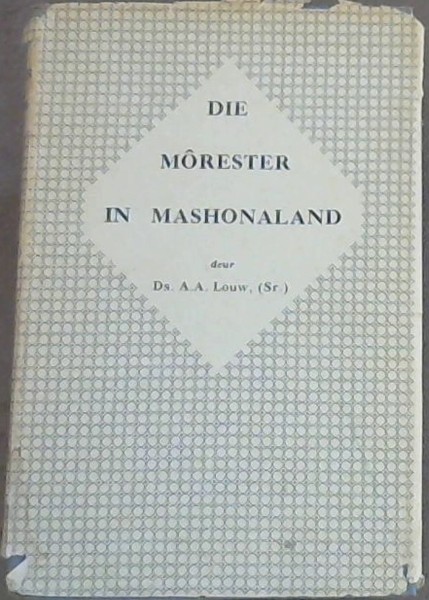 DIE
MÔRESTER
IN MASHONALAND
deur
Ds. A.A. Louw, (Sr.)